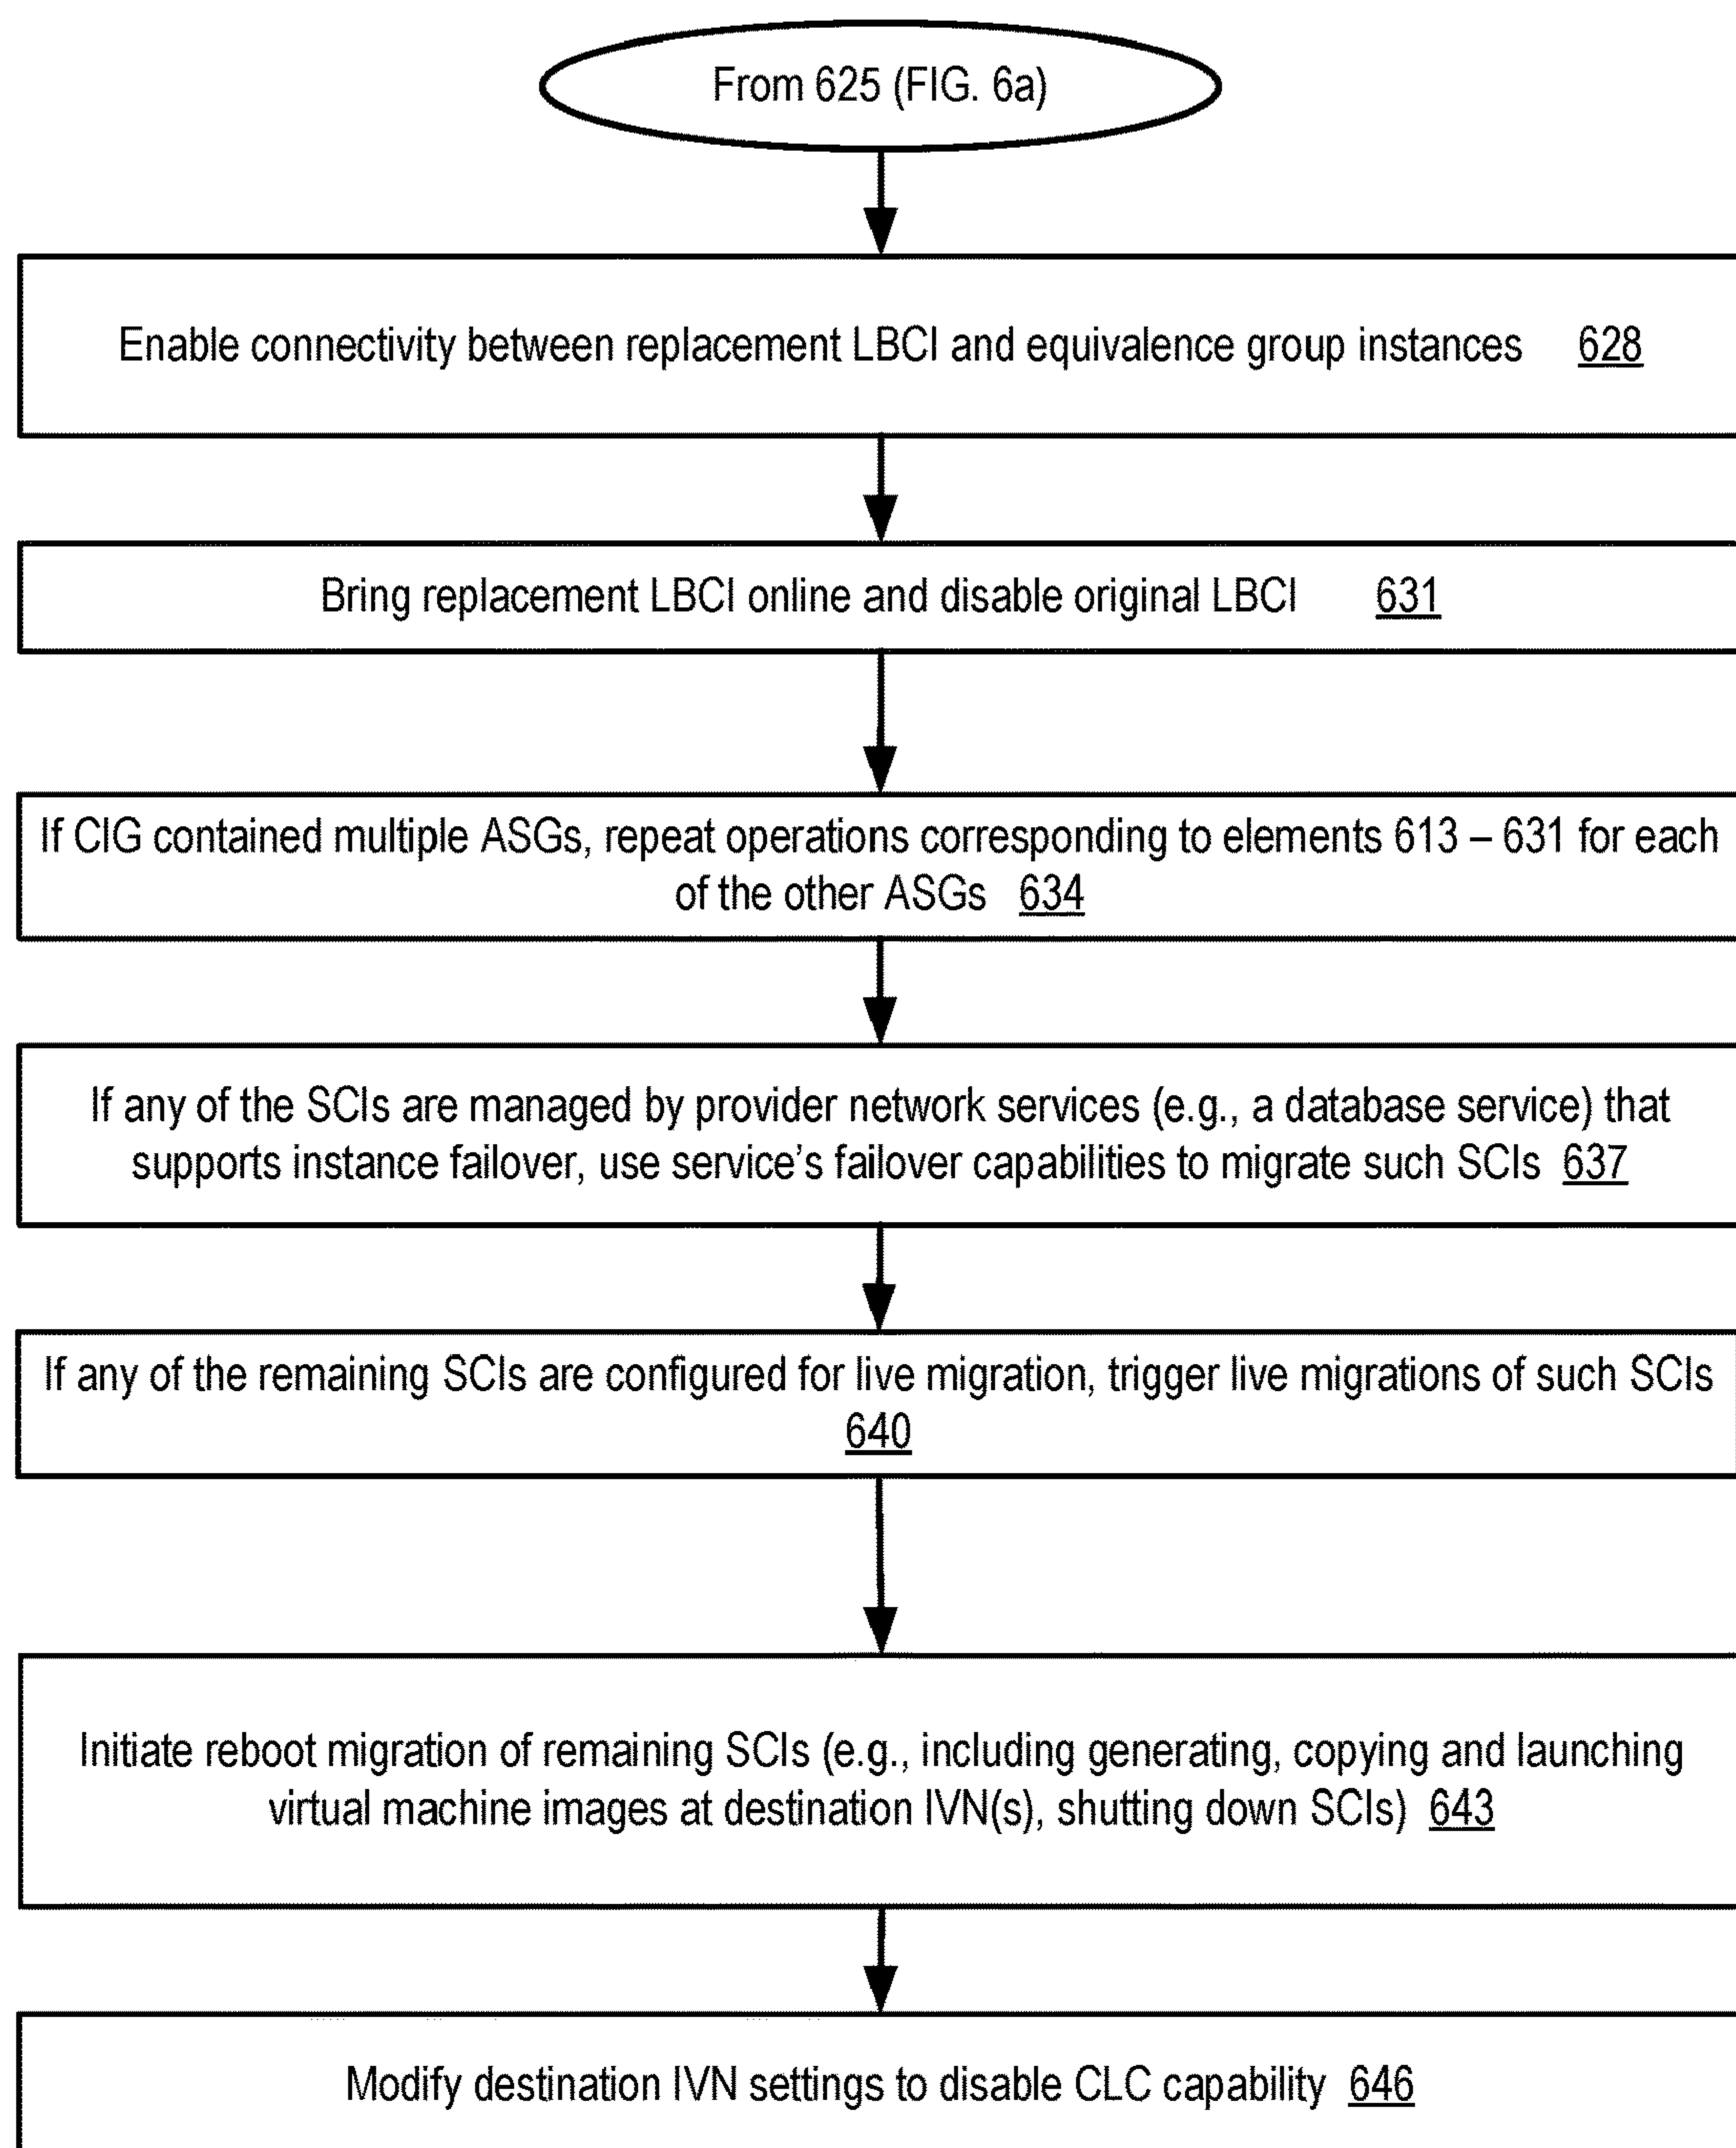 From 625 (FIG. 6a)
Enable connectivity between replacement LBCI and equivalence group instances 628
Bring replacement LBCI online and disable original LBCI 631
If CIG contained multiple ASGs, repeat operations corresponding to elements 613 – 631 for each
of the other ASGs 634
If any of the SCIs are managed by provider network services (e.g., a database service) that
supports instance failover, use service's failover capabilities to migrate such SCIs 637
If any of the remaining SCIs are configured for live migration, trigger live migrations of such SCIs
640
Initiate reboot migration of remaining SCIs (e.g., including generating, copying and launching
virtual machine images at destination IVN(s), shutting down SCIs) 643
Modify destination IVN settings to disable CLC capability 646